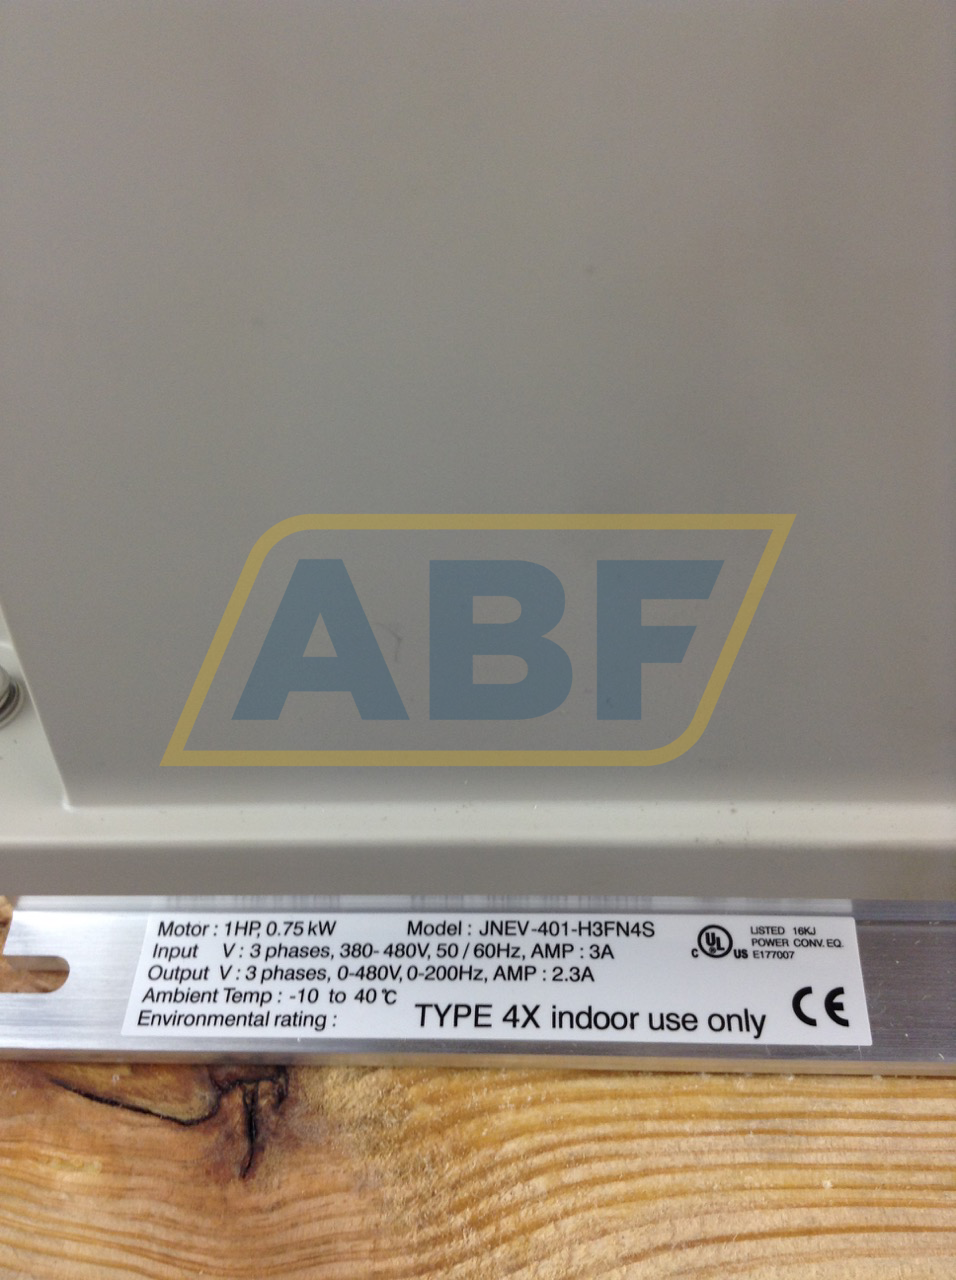 ABF
Motor : 1HP, 0.75 kW Model : JNEV-401-H3FN4S
Input V : 3 phases, 380- 480V, 50 / 60Hz, AMP : 3A
Output V : 3 phases, 0-480V, 0-200Hz, AMP : 2.3A
Ambient Temp : -10 to 40℃
Environmental rating : TYPE 4X indoor use only
C UL US
LISTED 16KJ
POWER CONV. EQ.
E177007
CE